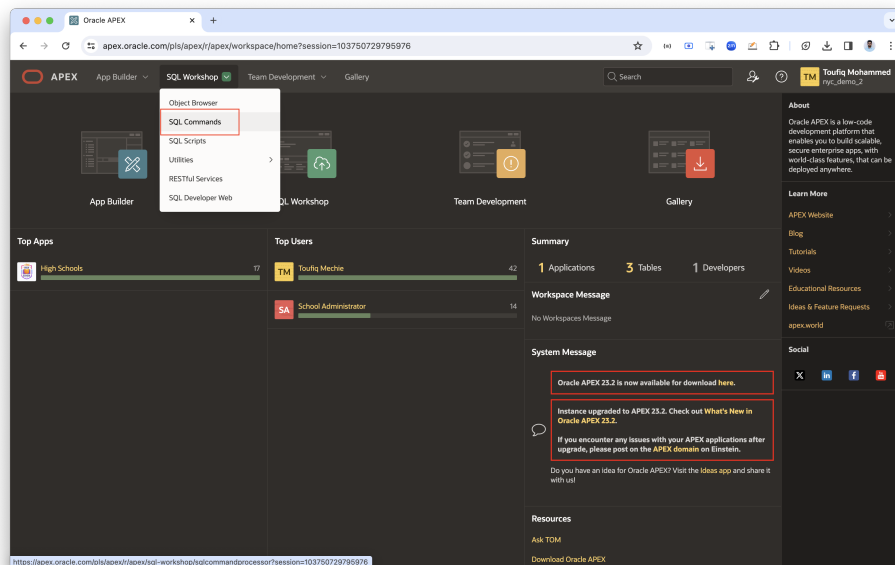 Oracle APEX
apex.oracle.com/pls/apex/r/apex/workspace/home?session=103750729795976
APEX
App Builder
SQL Workshop
Team Development
Gallery
Search
TM
Toufiq Mohammed
nyc_demo_2
Object Browser
SQL Commands
SQL Scripts
Utilities
RESTful Services
SQL Developer Web
App Builder
QL Workshop
Team Development
Gallery
Top Apps
High Schools
17
Top Users
TM
Toufiq Mechie
42
SA
School Administrator
14
Summary
1 Applications
3 Tables
1 Developers
Workspace Message
No Workspaces Message
System Message
Oracle APEX 23.2 is now available for download here.
Instance upgraded to APEX 23.2. Check out What's New in
Oracle APEX 23.2.
If you encounter any issues with your APEX applications after
upgrade, please post on the APEX domain on Einstein.
Do you have an idea for Oracle APEX? Visit the Ideas app and share it
with us!
Resources
Ask TOM
Download Oracle APEX
About
Oracle APEX is a low-code
development platform that
enables you to build scalable,
secure enterprise apps, with
world-class features, that can be
deployed anywhere.
Learn More
APEX Website
Blog
Tutorials
Videos
Educational Resources
Ideas & Feature Requests
apex.world
Social
https://apex.oracle.com/pls/apex/r/apex/sql-workshop/sqlcommandprocessor?session=103750729795976